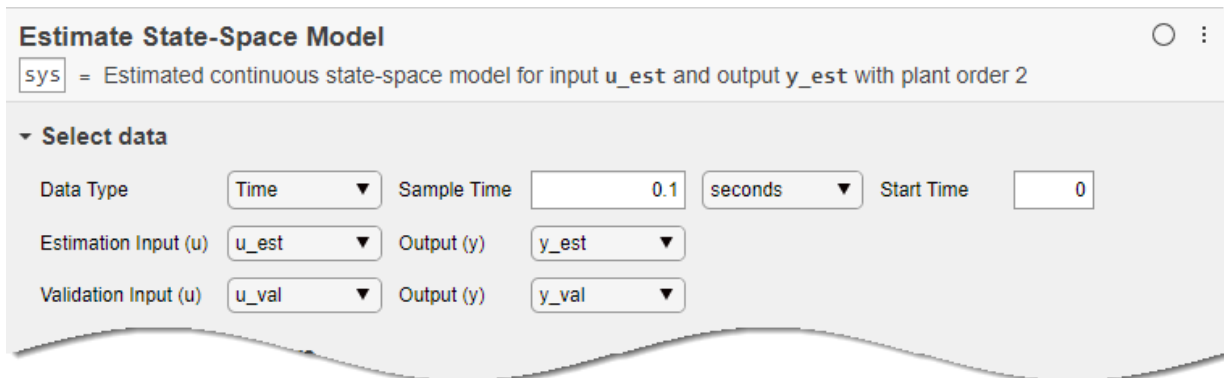 Estimate State-Space Model
sys = Estimated continuous state-space model for input u_est and output y_est with plant order 2
Select data
Data Type Time Sample Time 0.1 seconds Start Time 0
Estimation Input (u) u_est Output (y) y_est
Validation Input (u) u_val Output (y) y_val